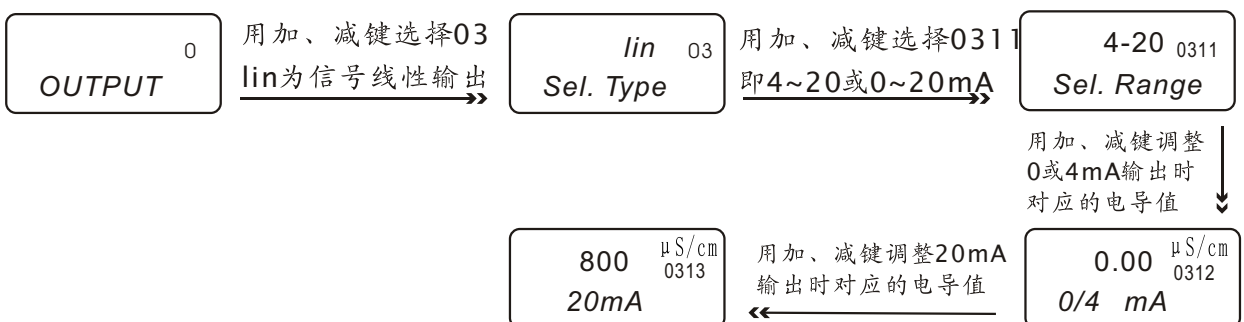 0
OUTPUT
用加、减键选择03
lin为信号线性输出
lin 03
Sel. Type
用加、减键选择0311
即4~20或0~20mA
4-20 0311
Sel. Range
用加、减键调整
0或4mA输出时
对应的电导值
0.00 μS/cm
0312
0/4 mA
用加、减键调整20mA
输出时对应的电导值
800 μS/cm
0313
20mA